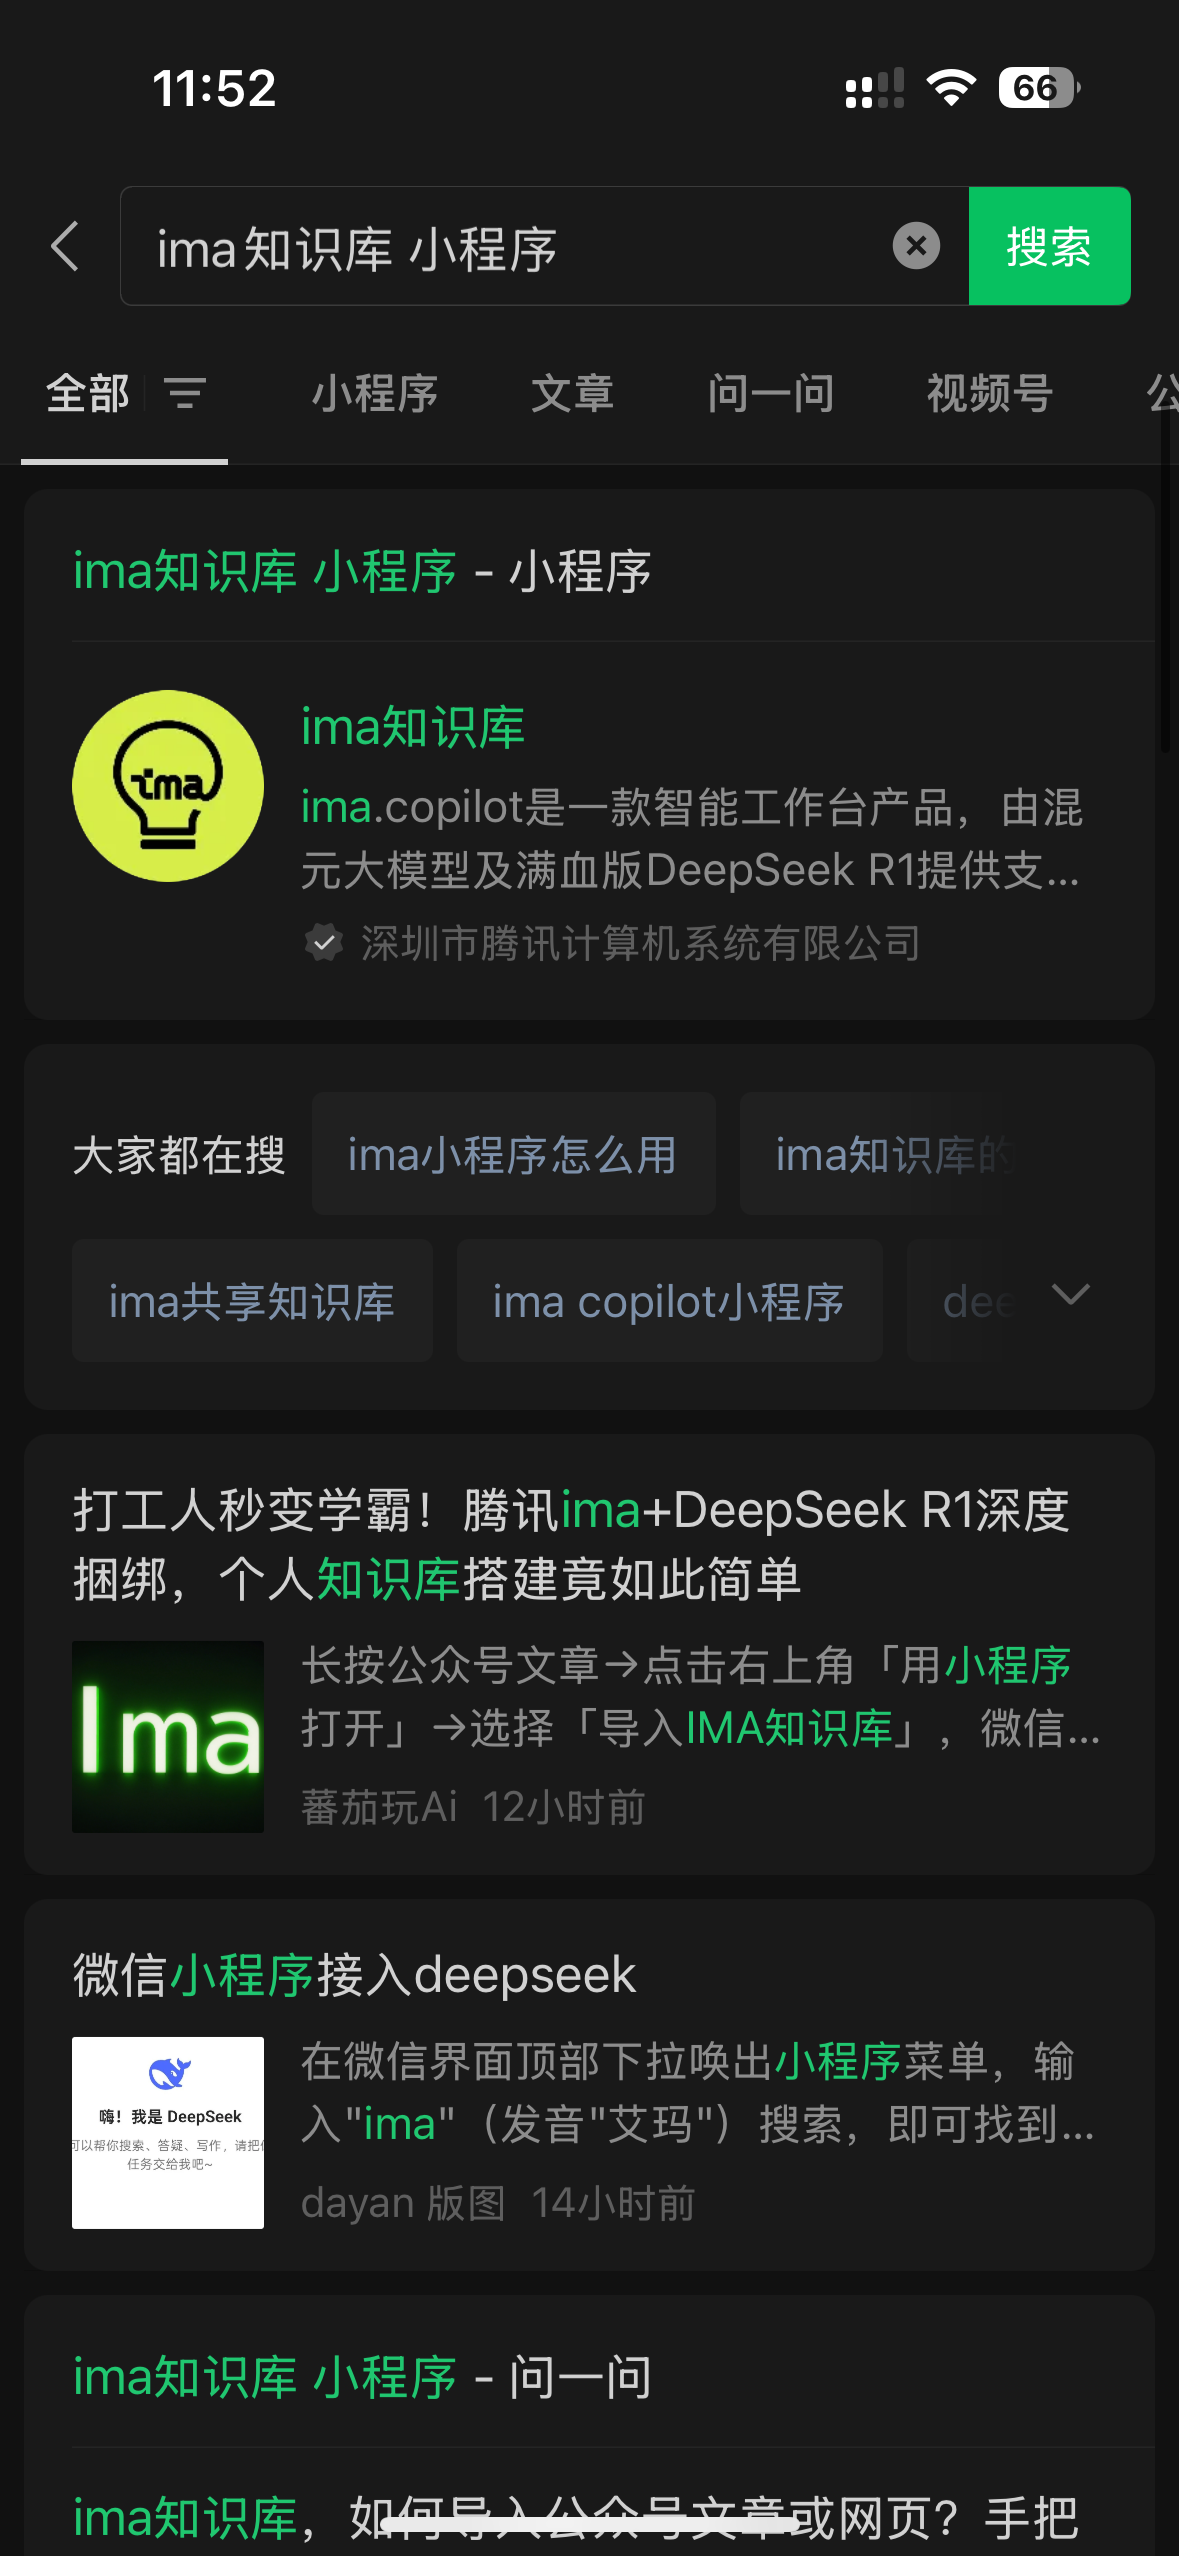 11:52
66
ima知识库 小程序
搜索
全部
小程序
文章
问一问
视频号
ima知识库 小程序 - 小程序
ima
ima知识库
ima.copilot是一款智能工作台产品，由混
元大模型及满血版DeepSeek R1提供支...
深圳市腾讯计算机系统有限公司
大家都在搜
ima小程序怎么用
ima知识库的
ima共享知识库
ima copilot小程序
dee
打工人秒变学霸！腾讯ima+DeepSeek R1深度
捆绑，个人知识库搭建竟如此简单
Ima
长按公众号文章→点击右上角「用小程序
打开」→选择「导入IMA知识库」，微信...
蕃茄玩Ai 12小时前
微信小程序接入deepseek
嗨！我是 DeepSeek
可以帮你搜索、答疑、写作，请把
任务交给我吧~
在微信界面顶部下拉唤出小程序菜单，输
入"ima"（发音"艾玛"）搜索，即可找到...
dayan 版图 14小时前
ima知识库 小程序 - 问一问
ima知识库，如何导入公众号文章或网页？手把